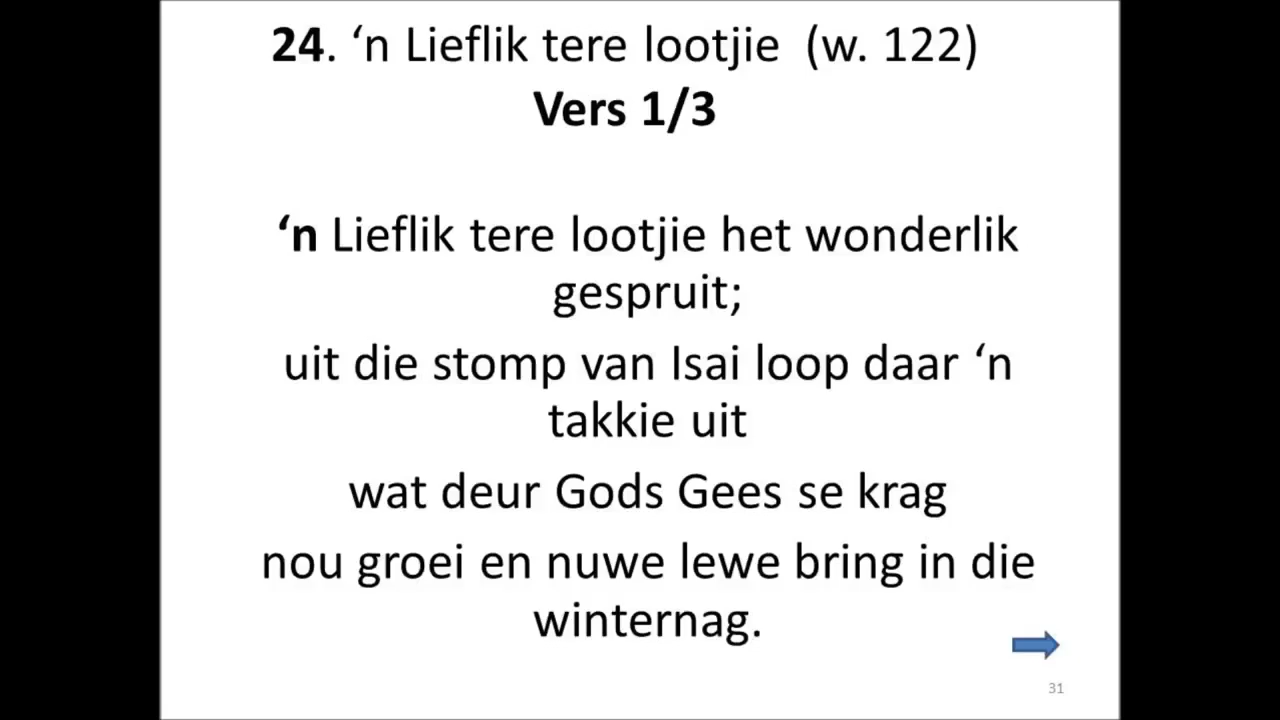 24. ‘n Lieflik tere lootjie (w. 122)
Vers 1/3
‘n Lieflik tere lootjie het wonderlik
gespruit;
uit die stomp van Isai loop daar ‘n
takkie uit
wat deur Gods Gees se krag
nou groei en nuwe lewe bring in die
winternag.
31